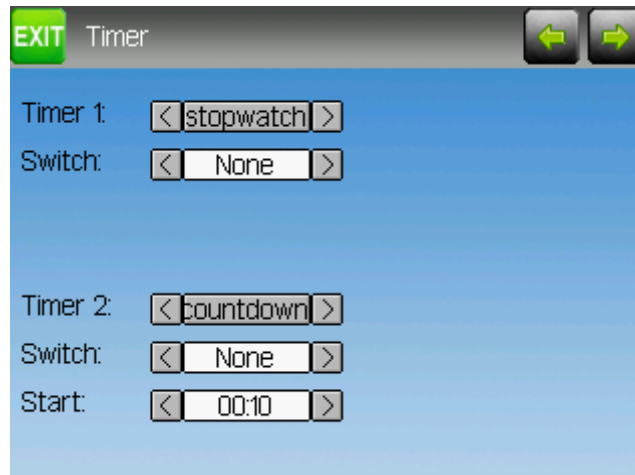 EXIT Timer
Timer 1: < stopwatch >
Switch: < None >
Timer 2: < countdown >
Switch: < None >
Start: < 00:10 >